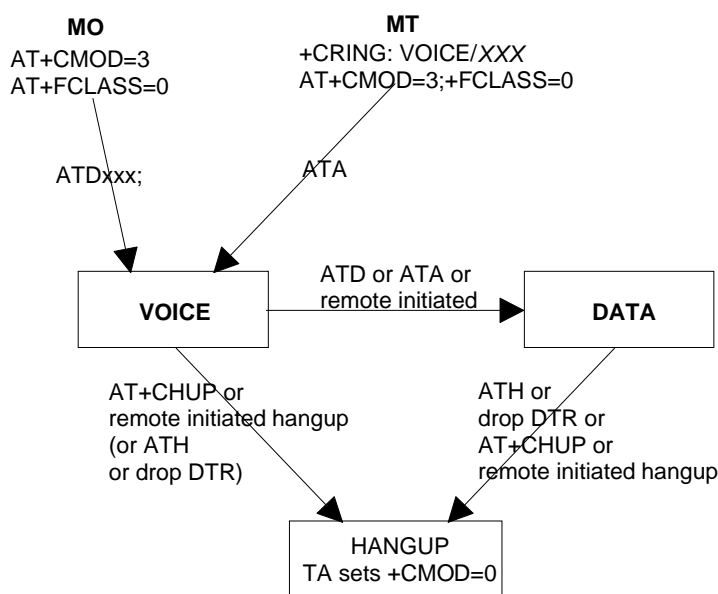 MO
AT+CMOD=3
AT+FCLASS=0
MT
+CRING: VOICE/XXX
AT+CMOD=3;+FCLASS=0
ATDxxx;
ATA
VOICE
ATD or ATA or
remote initiated
DATA
AT+CHUP or
remote initiated hangup
(or ATH
or drop DTR)
ATH or
drop DTR or
AT+CHUP or
remote initiated hangup
HANGUP
TA sets +CMOD=0